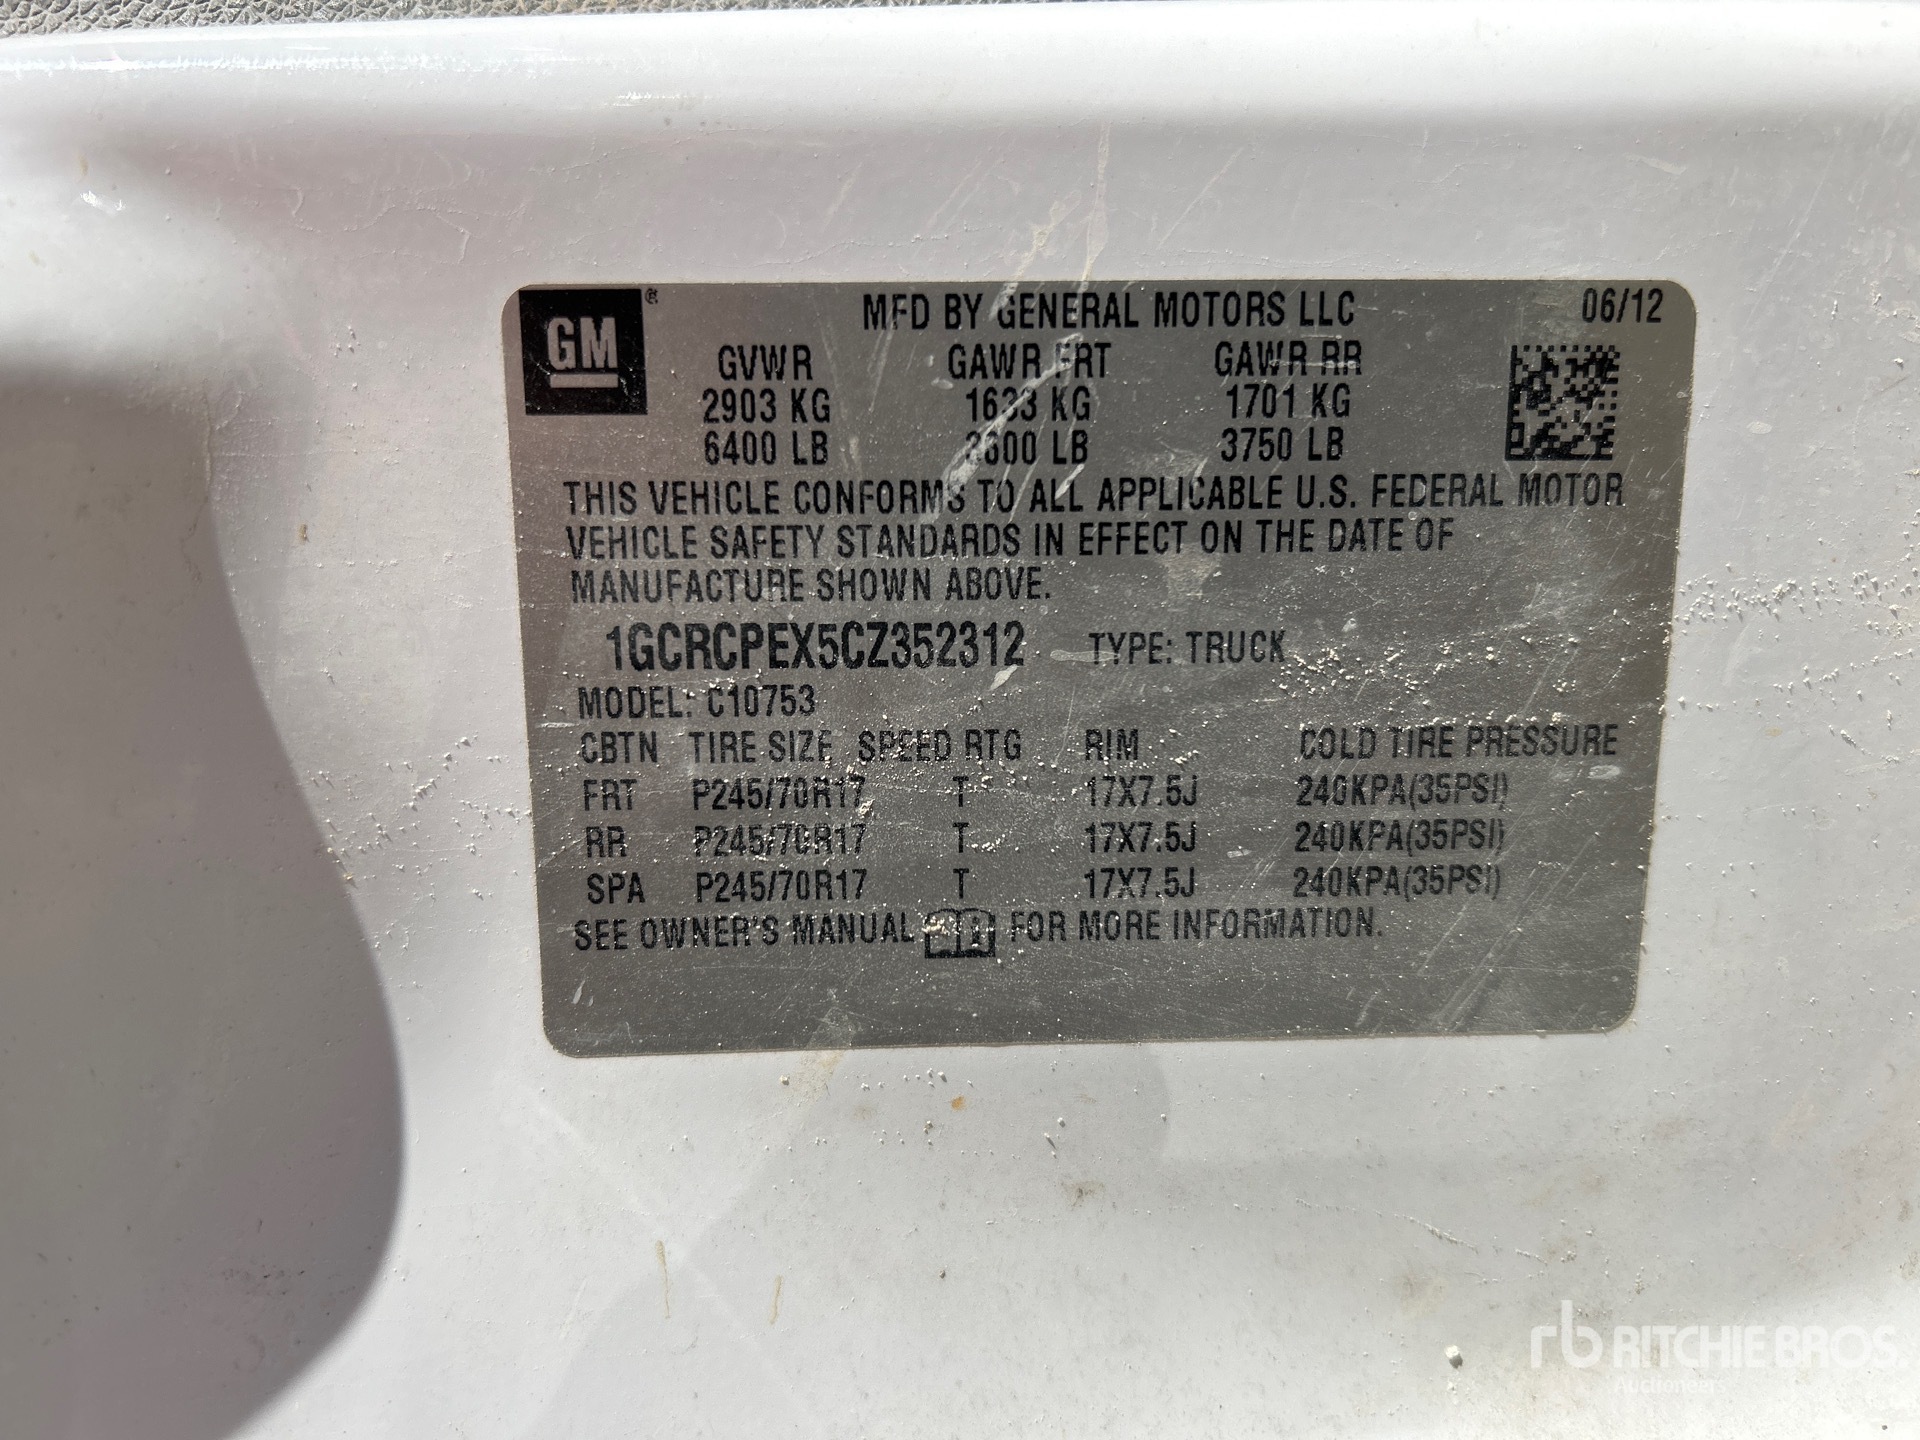 GM®
MFD BY GENERAL MOTORS LLC 06/12
GVWR GAWR FRT GAWR RR
2903 KG 1633 KG 1701 KG
6400 LB 3600 LB 3750 LB
THIS VEHICLE CONFORMS TO ALL APPLICABLE U.S. FEDERAL MOTOR
VEHICLE SAFETY STANDARDS IN EFFECT ON THE DATE OF
MANUFACTURE SHOWN ABOVE.
1GCRCPEX5CZ352312 TYPE: TRUCK
MODEL: C10753
CBTN TIRE SIZE SPEED RTG RIM COLD TIRE PRESSURE
FRT P245/70R17 T 17X7.5J 240KPA(35PSI)
RR P245/70R17 T 17X7.5J 240KPA(35PSI)
SPA P245/70R17 T 17X7.5J 240KPA(35PSI)
SEE OWNER'S MANUAL FOR MORE INFORMATION.
rb RITCHIE BROS
Auctioneers